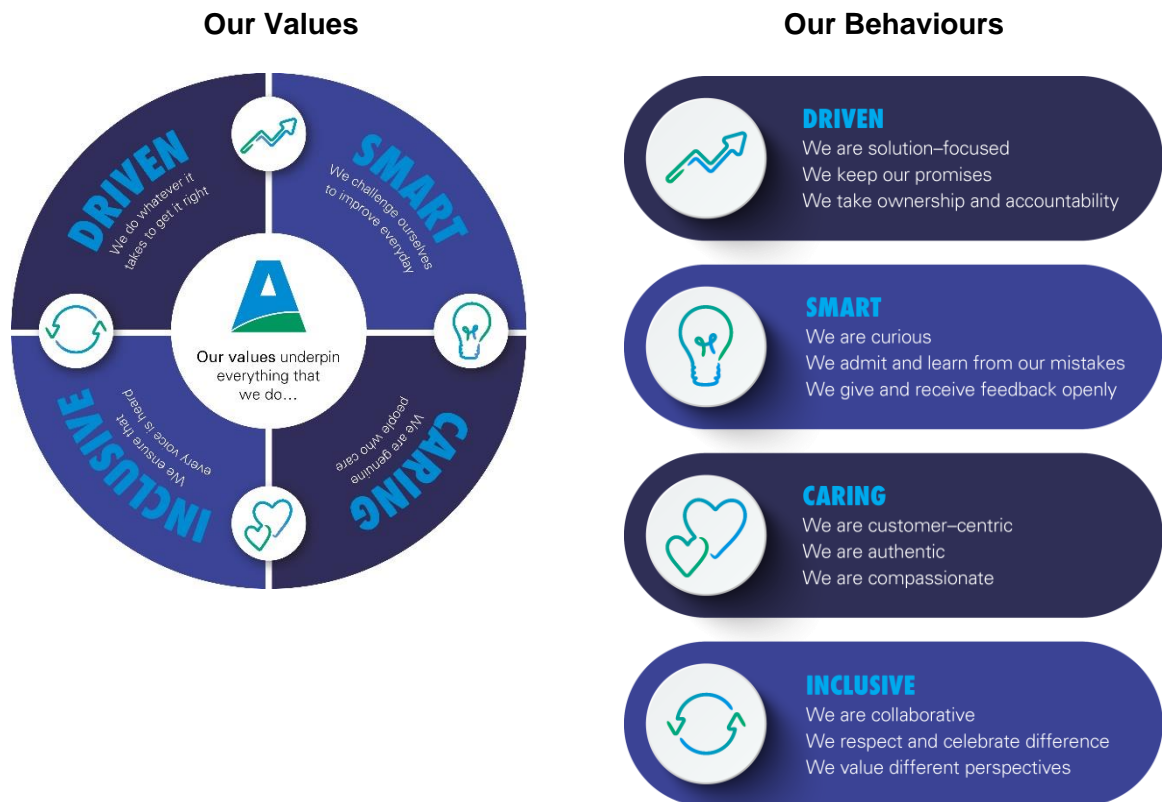 Our Values
DRIVEN
We do whatever it
takes to get it right
SMART
We challenge ourselves
to improve everyday
CARING
We are genuine
people who care
INCLUSIVE
We ensure that
every voice is heard
Our values underpin
everything that
we do...
Our Behaviours
DRIVEN
We are solution–focused
We keep our promises
We take ownership and accountability
SMART
We are curious
We admit and learn from our mistakes
We give and receive feedback openly
CARING
We are customer–centric
We are authentic
We are compassionate
INCLUSIVE
We are collaborative
We respect and celebrate difference
We value different perspectives